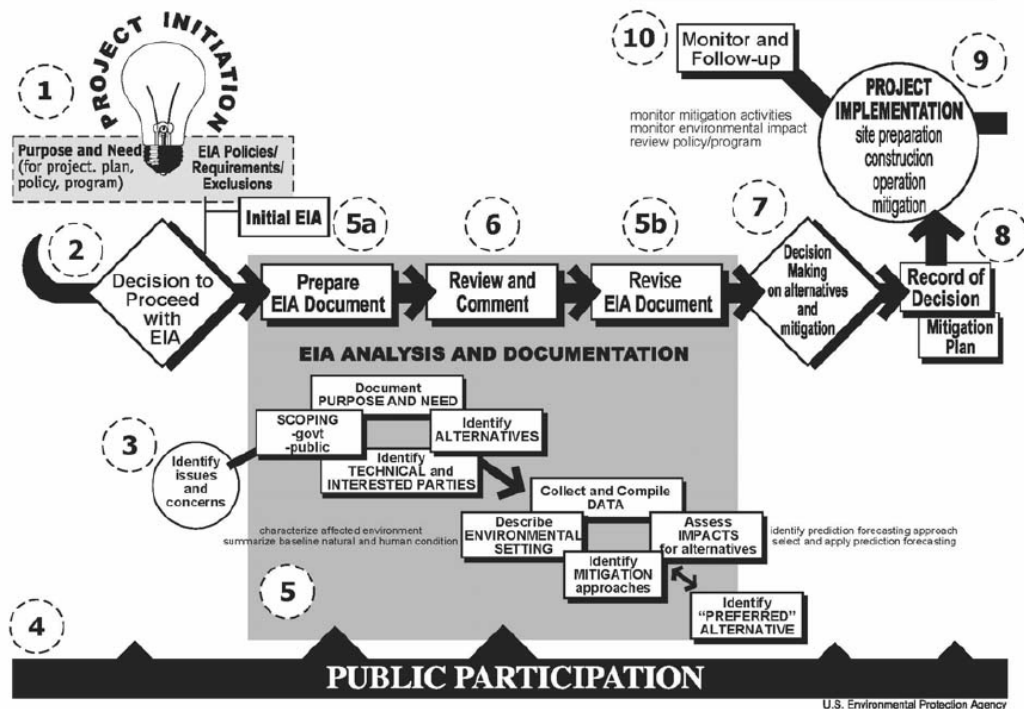 PROJECT INITIATION
1
Purpose and Need
(for project. plan,
policy, program)
EIA Policies/
Requirements/
Exclusions
Initial EIA
2
Decision to
Proceed
with
EIA
5a
Prepare
EIA Document
6
Review and
Comment
5b
Revise
EIA Document
7
Decision
Making
on alternatives
and
mitigation
8
Record of
Decision
Mitigation
Plan
9
PROJECT
IMPLEMENTATION
site preparation
construction
operation
mitigation
10
Monitor and
Follow-up
monitor mitigation activities
monitor environmental impact
review policy/program
EIA ANALYSIS AND DOCUMENTATION
3
Identify
issues
and
concerns
SCOPING
-govt
-public
Document
PURPOSE AND NEED
Identify
ALTERNATIVES
Identify
TECHNICAL and
INTERESTED PARTIES
Collect and Compile
DATA
characterize affected environment
summarize baseline natural and human condition
Describe
ENVIRONMENTAL
SETTING
Assess
IMPACTS
for alternatives
identify prediction forecasting approach
select and apply prediction forecasting
Identify
MITIGATION
approaches
Identify
"PREFERRED"
ALTERNATIVE
5
4
PUBLIC PARTICIPATION
U.S. Environmental Protection Agency